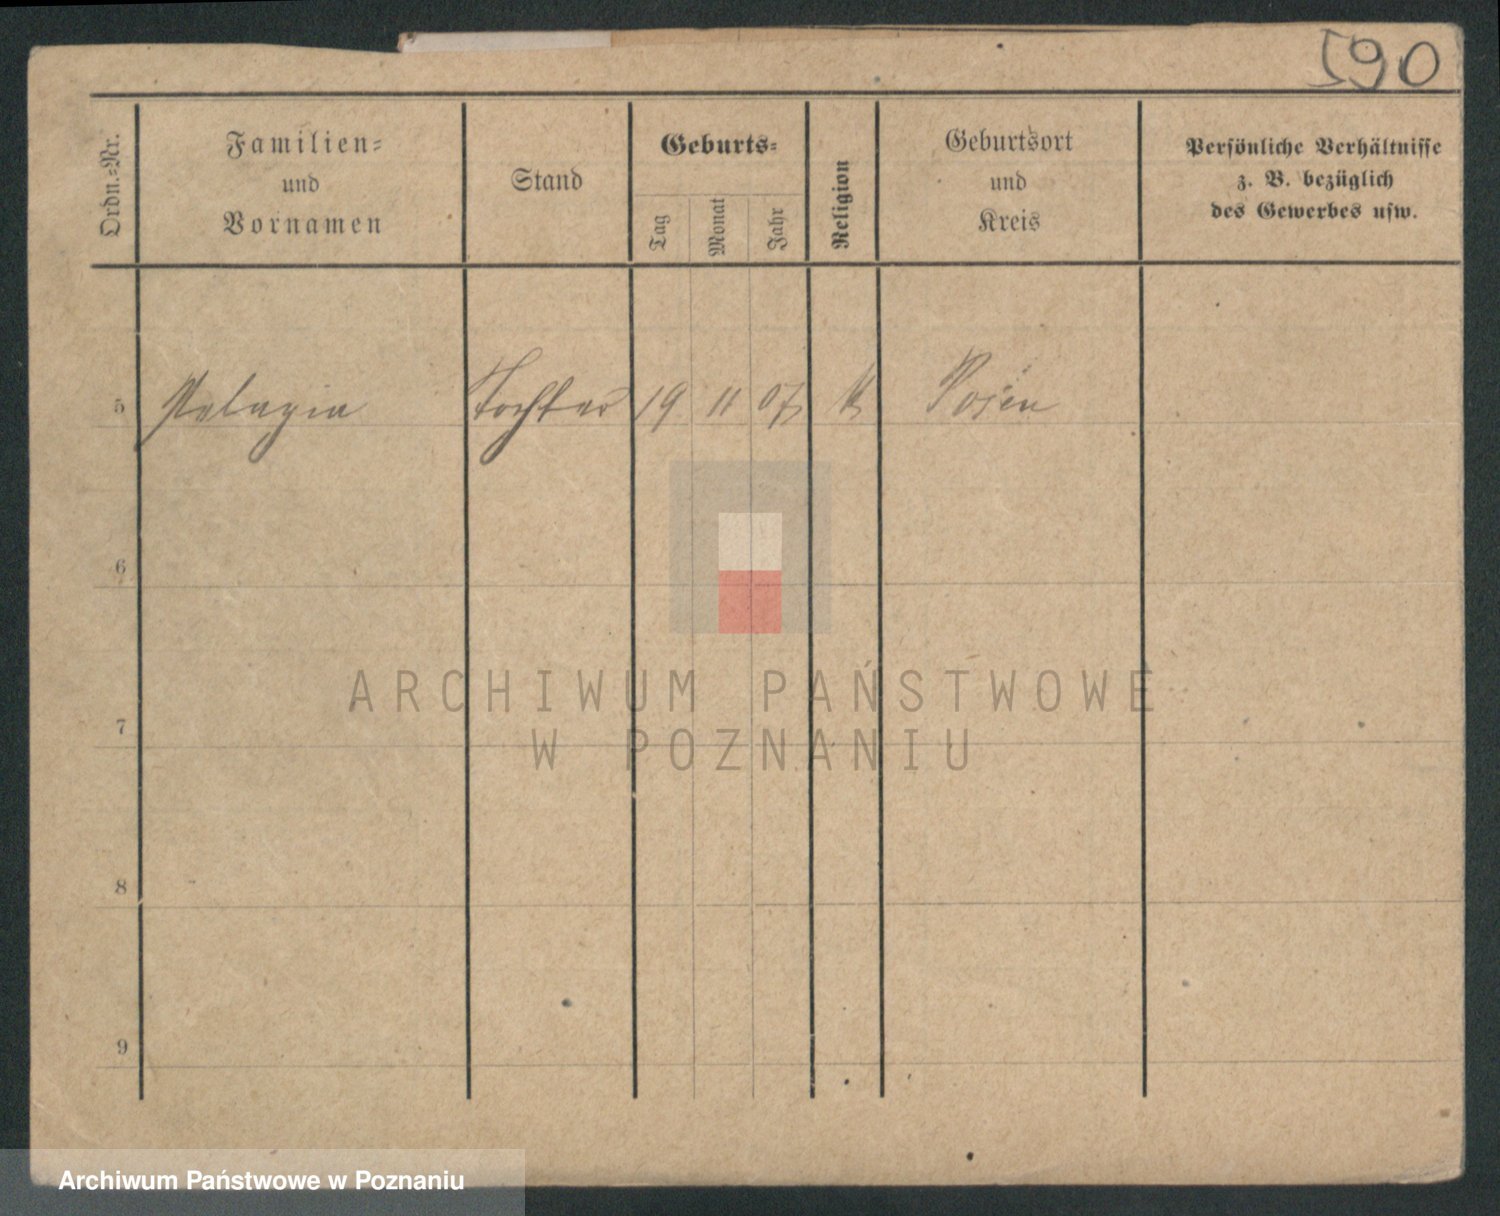 590
Ordn.=Nr.
Familien=
und
Vornamen
Stand
Geburts=
Tag
Monat
Jahr
Religion
Geburtsort
und
Kreis
Persönliche Verhältnisse
z. B. bezüglich
des Gewerbes usw.
5 Pelagia Tochter 19 11 07 k Posen
6
7
8
9
ARCHIWUM PAŃSTWOWE
W POZNANIU
Archiwum Państwowe w Poznaniu